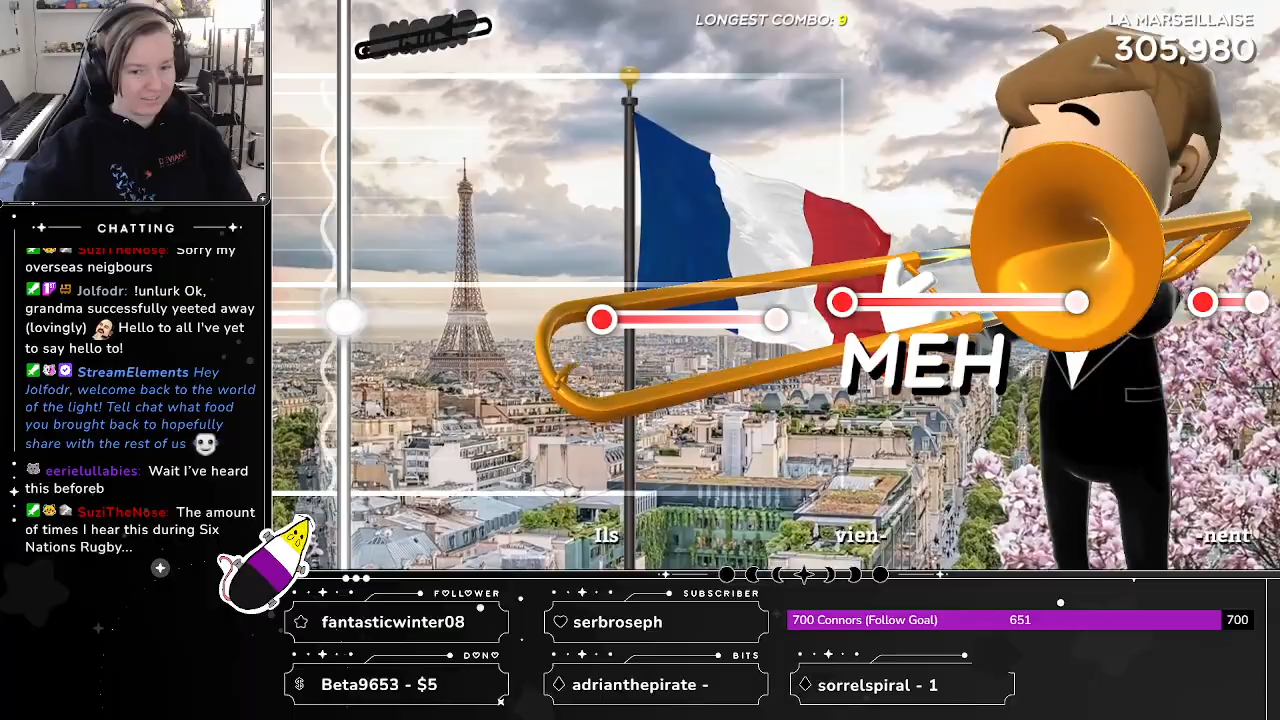 LONGEST COMBO: 9
LA MARSEILLAISE
305,980
DEVIANT
CHATTING
SuziTheNose: Sorry my
overseas neigbours
Jolfodr: !unlurk Ok,
grandma successfully yeeted away
(lovingly) Hello to all I've yet
to say hello to!
StreamElements Hey
Jolfodr, welcome back to the world
of the light! Tell chat what food
you brought back to hopefully
share with the rest of us
eerielullabies: Wait I've heard
this beforeb
SuziTheNose: The amount
of times I hear this during Six
Nations Rugby...
MEH
Ils vien- -nent
FOLLOWER
fantasticwinter08
SUBSCRIBER
serbroseph
700 Connors (Follow Goal) 651 700
DONO
Beta9653 - $5
BITS
adrianthepirate -
sorrelspiral - 1